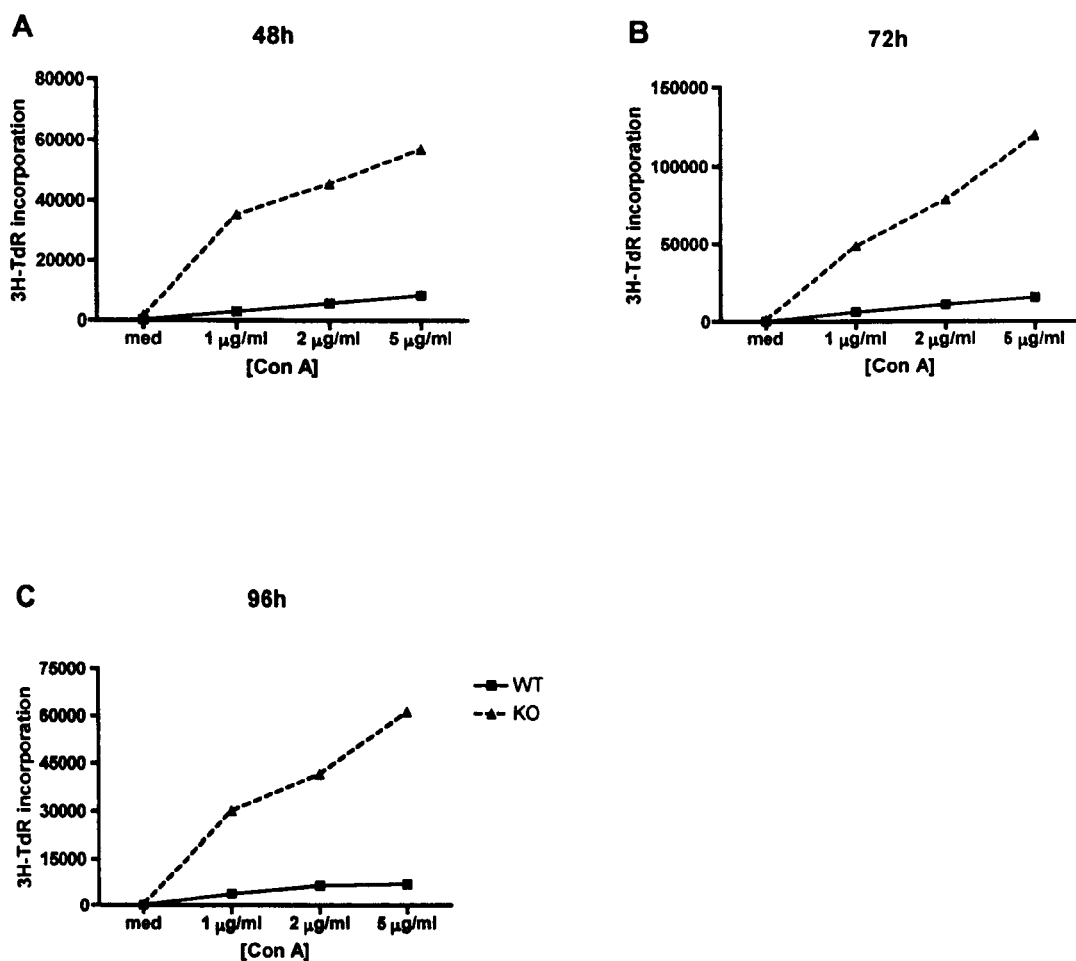 A
48h
80000
60000
40000
20000
0
3H-TdR incorporation
med 1 μg/ml 2 μg/ml 5 μg/ml
[Con A]
B
72h
150000
100000
50000
0
3H-TdR incorporation
med 1 μg/ml 2 μg/ml 5 μg/ml
[Con A]
C
96h
75000
60000
45000
30000
15000
0
3H-TdR incorporation
med 1 μg/ml 2 μg/ml 5 μg/ml
[Con A]
WT
KO